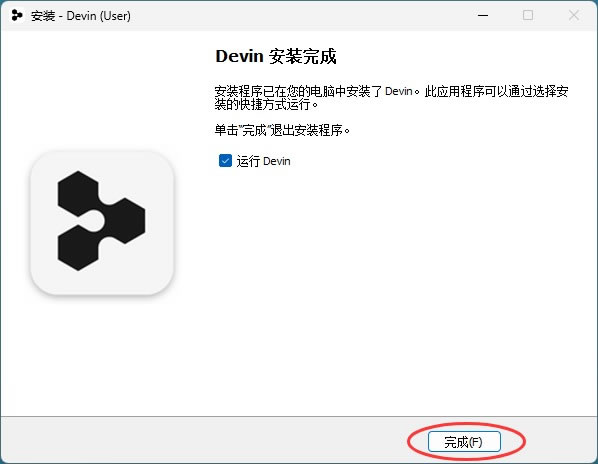 安装 - Devin (User)
Devin 安装完成
安装程序已在您的电脑中安装了 Devin。此应用程序可以通过选择安
装的快捷方式运行。
单击“完成”退出安装程序。
运行 Devin
完成(F)